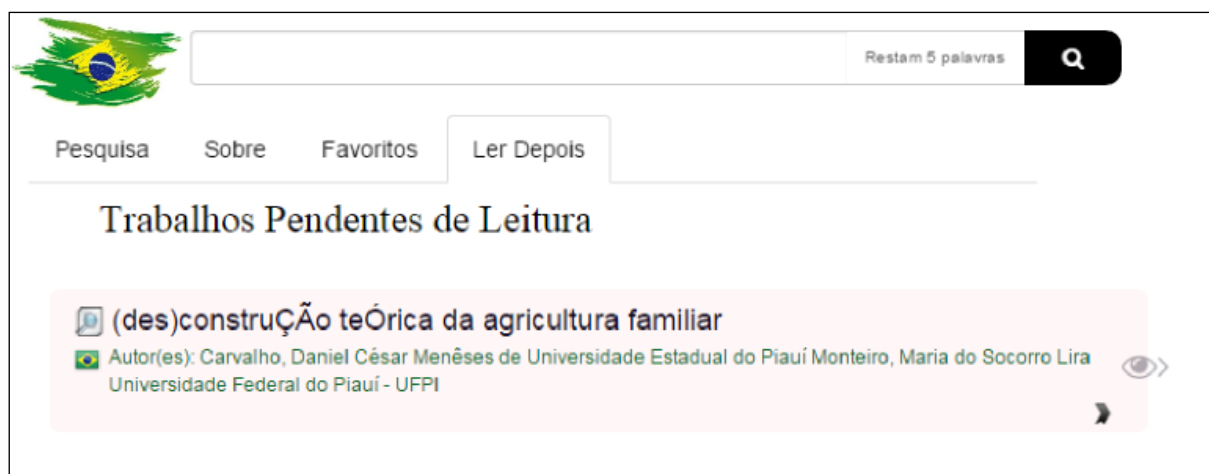 Restam 5 palavras
Pesquisa Sobre Favoritos Ler Depois
Trabalhos Pendentes de Leitura
(des)construÇÃo teÓrica da agricultura familiar
Autor(es): Carvalho, Daniel César Menêses de Universidade Estadual do Piauí Monteiro, Maria do Socorro Lira
Universidade Federal do Piauí - UFPI